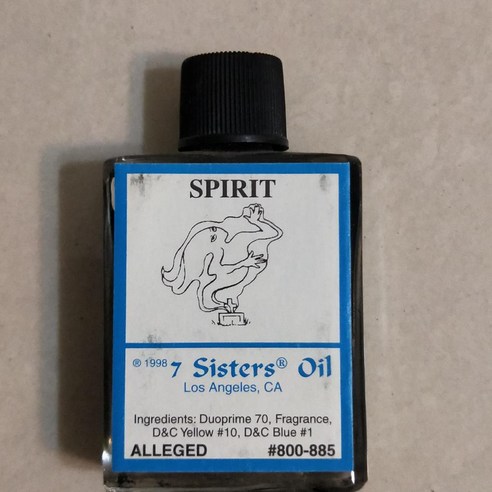 SPIRIT
® 1998 7 Sisters® Oil
Los Angeles, CA
Ingredients: Duoprime 70, Fragrance,
D&C Yellow #10, D&C Blue #1
ALLEGED #800-885